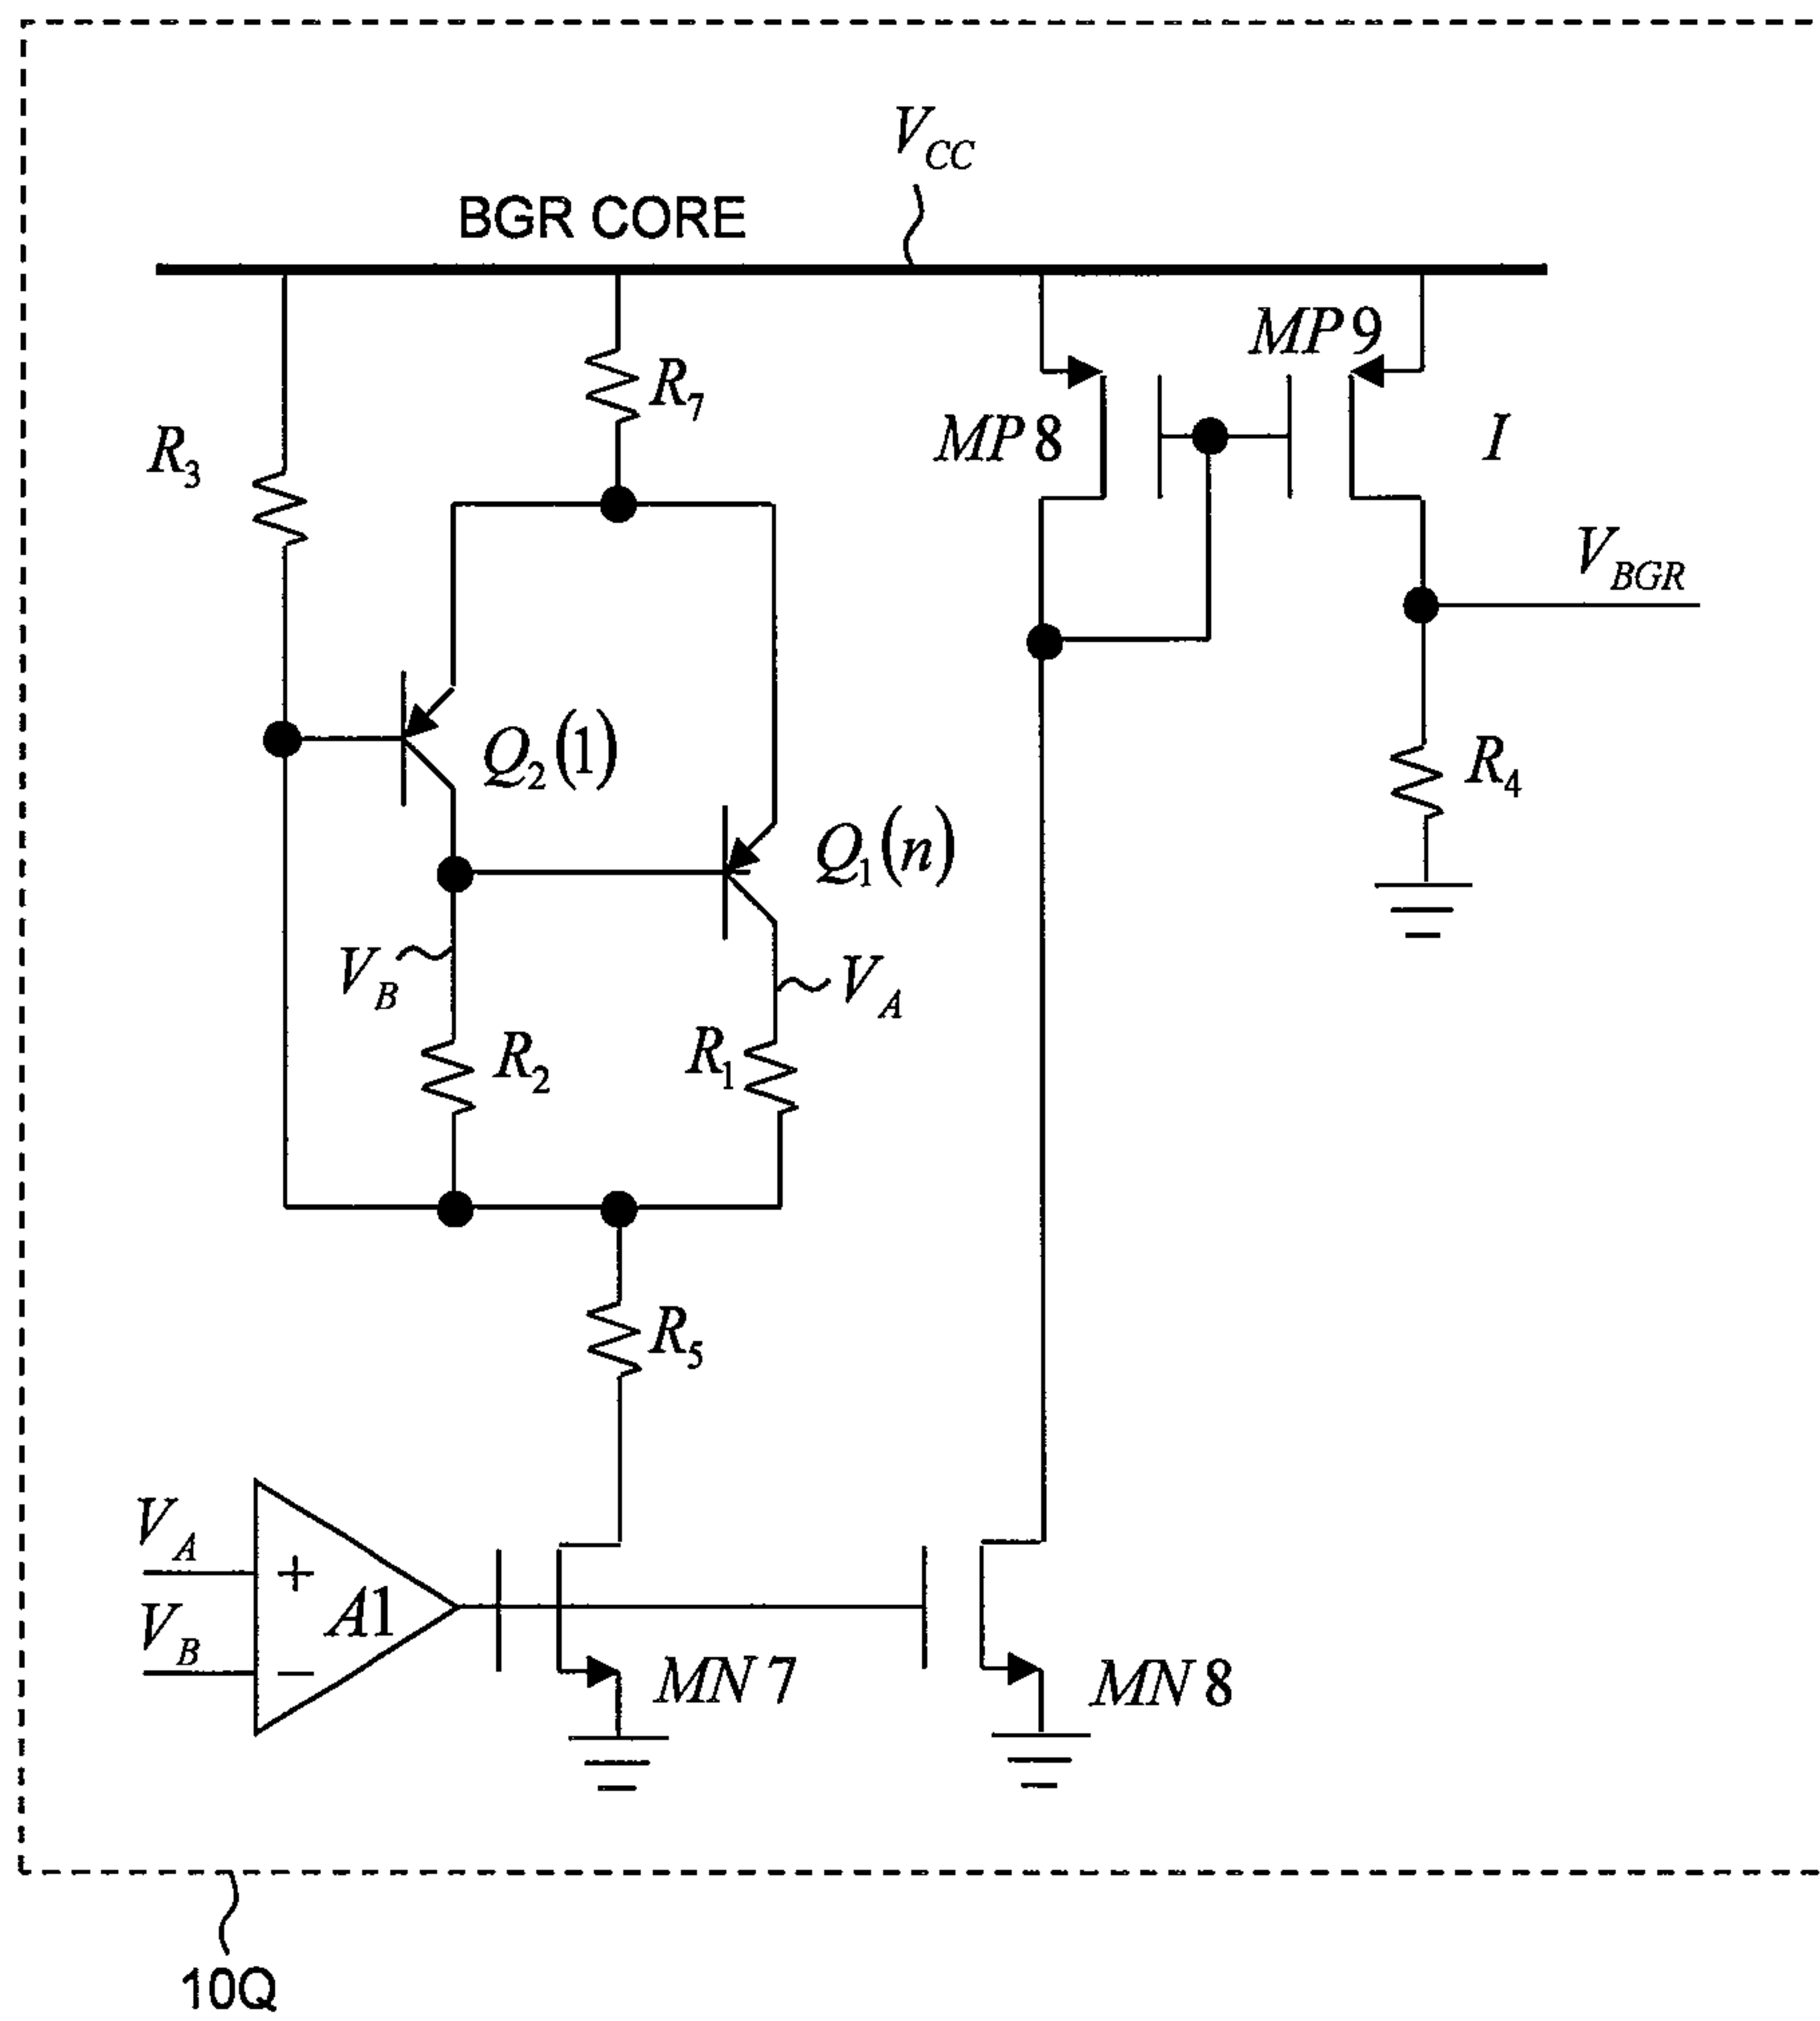 V_CC
BGR CORE
MP9
R_7
MP8
I
R_3
V_BGR
Q_2(1)
R_4
Q_1(n)
V_B
V_A
R_2
R_1
R_5
V_A
+
A1
V_B
−
MN7
MN8
10Q